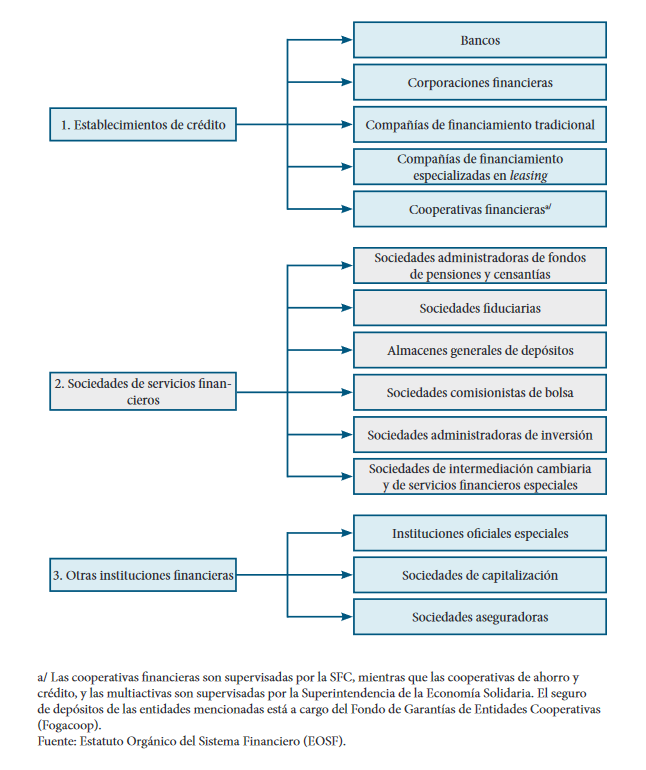 1. Establecimientos de crédito
Bancos
Corporaciones financieras
Compañías de financiamiento tradicional
Compañías de financiamiento
especializadas en leasing
Cooperativas financierasa/
2. Sociedades de servicios finan-
cieros
Sociedades administradoras de fondos
de pensiones y censantías
Sociedades fiduciarias
Almacenes generales de depósitos
Sociedades comisionistas de bolsa
Sociedades administradoras de inversión
Sociedades de intermediación cambiaria
y de servicios financieros especiales
3. Otras instituciones financieras
Instituciones oficiales especiales
Sociedades de capitalización
Sociedades aseguradoras
a/ Las cooperativas financieras son supervisadas por la SFC, mientras que las cooperativas de ahorro y
crédito, y las multiactivas son supervisadas por la Superintendencia de la Economía Solidaria. El seguro
de depósitos de las entidades mencionadas está a cargo del Fondo de Garantías de Entidades Cooperativas
(Fogacoop).
Fuente: Estatuto Orgánico del Sistema Financiero (EOSF).